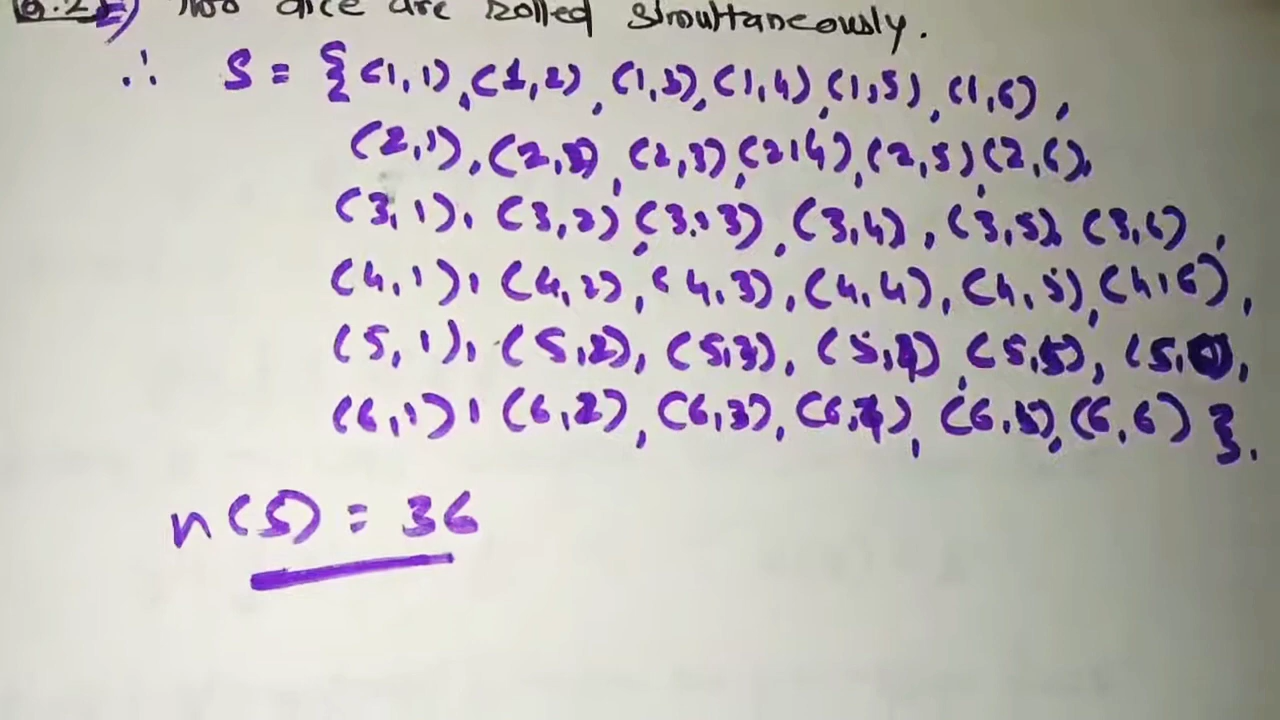 Q.2) Two dice are rolled simultaneously.
∴ S = {(1,1), (1,2), (1,3), (1,4), (1,5), (1,6),
(2,1), (2,2), (2,3), (2,4), (2,5), (2,6),
(3,1), (3,2), (3,3), (3,4), (3,5), (3,6),
(4,1), (4,2), (4,3), (4,4), (4,5), (4,6),
(5,1), (5,2), (5,3), (5,4), (5,5), (5,
(6,1), (6,2), (6,3), (6,4), (6,5), (6,6) }.
n(S) = 36